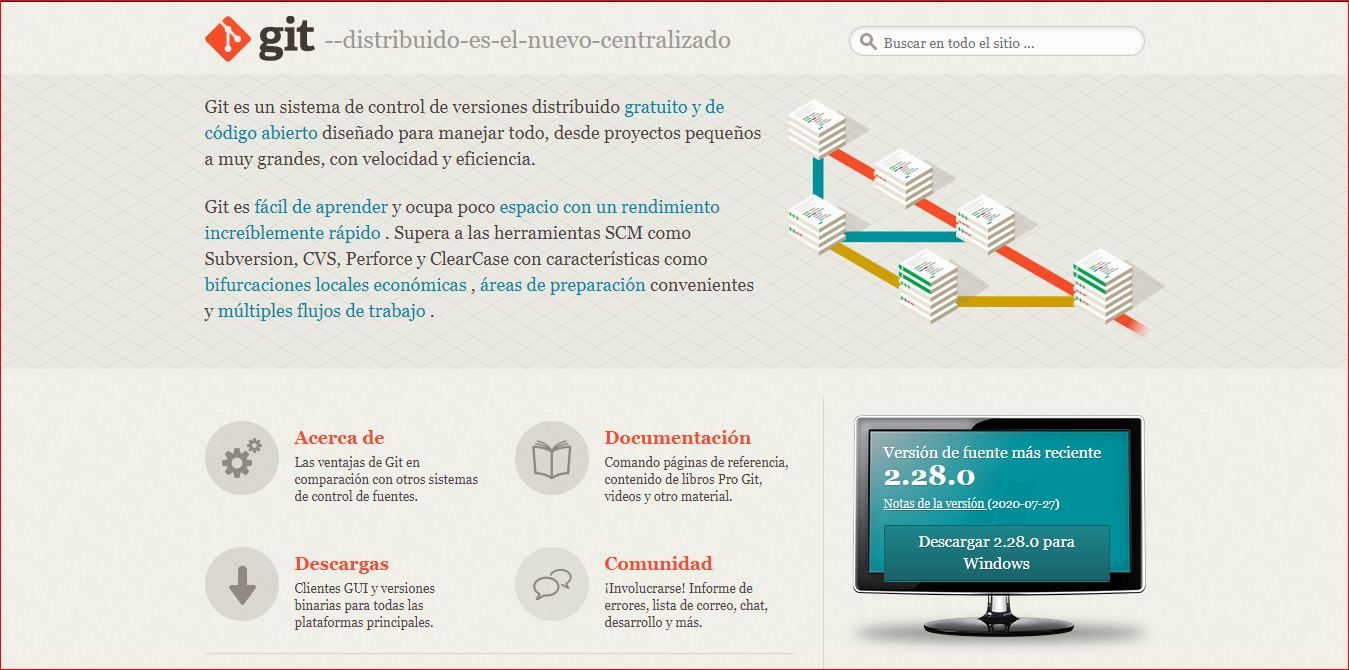 git --distribuido-es-el-nuevo-centralizado
Buscar en todo el sitio ...
Git es un sistema de control de versiones distribuido gratuito y de
código abierto diseñado para manejar todo, desde proyectos pequeños
a muy grandes, con velocidad y eficiencia.
Git es fácil de aprender y ocupa poco espacio con un rendimiento
increíblemente rápido . Supera a las herramientas SCM como
Subversion, CVS, Perforce y ClearCase con características como
bifurcaciones locales económicas , áreas de preparación convenientes
y múltiples flujos de trabajo .
Acerca de
Las ventajas de Git en
comparación con otros sistemas
de control de fuentes.
Documentación
Comando páginas de referencia,
contenido de libros Pro Git,
videos y otro material.
Descargas
Clientes GUI y versiones
binarias para todas las
plataformas principales.
Comunidad
¡Involucrarse! Informe de
errores, lista de correo, chat,
desarrollo y más.
Versión de fuente más reciente
2.28.0
Notas de la versión (2020-07-27)
Descargar 2.28.0 para
Windows